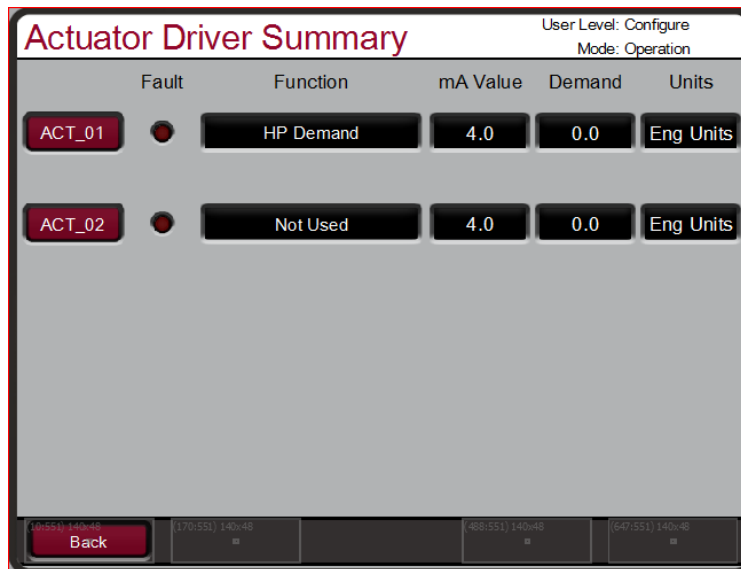 Actuator Driver Summary
User Level: Configure
Mode: Operation
Fault Function mA Value Demand Units
ACT_01 HP Demand 4.0 0.0 Eng Units
ACT_02 Not Used 4.0 0.0 Eng Units
(10:551) 140x48 (170:551) 140x48 (488:551) 140x48 (647:551) 140x48
Back